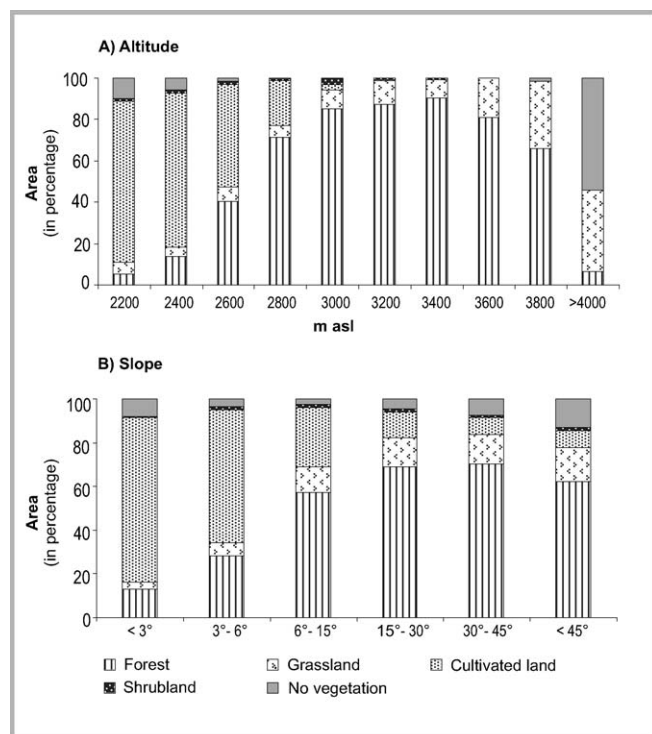 A) Altitude
100
80
60
40
20
0
Area
(in percentage)
2200 2400 2600 2800 3000 3200 3400 3600 3800 >4000
m asl
B) Slope
100
80
60
40
20
0
Area
(in percentage)
< 3° 3°- 6° 6°- 15° 15°- 30° 30°- 45° < 45°
Forest Grassland Cultivated land
Shrubland No vegetation